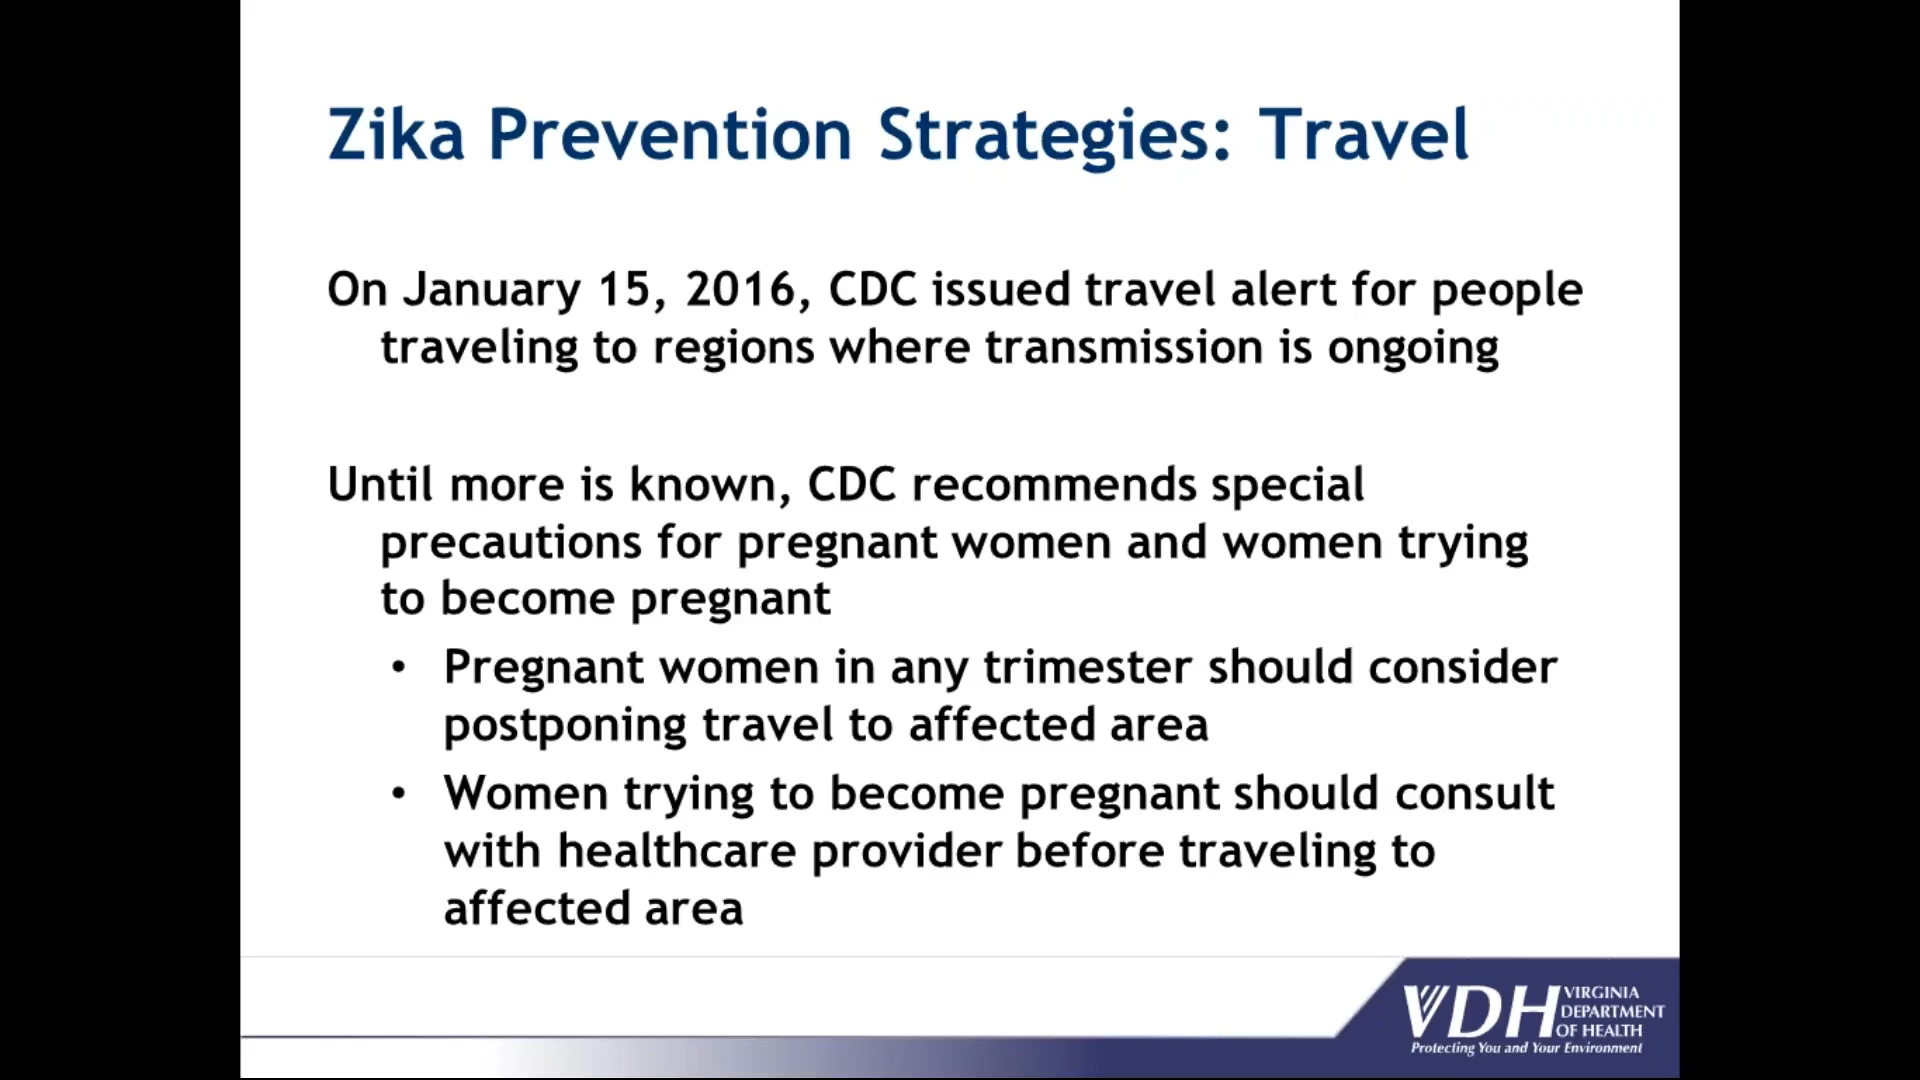 Zika Prevention Strategies: Travel
On January 15, 2016, CDC issued travel alert for people
traveling to regions where transmission is ongoing
Until more is known, CDC recommends special
precautions for pregnant women and women trying
to become pregnant
• Pregnant women in any trimester should consider
postponing travel to affected area
• Women trying to become pregnant should consult
with healthcare provider before traveling to
affected area
VDH VIRGINIA
DEPARTMENT
OF HEALTH
Protecting You and Your Environment